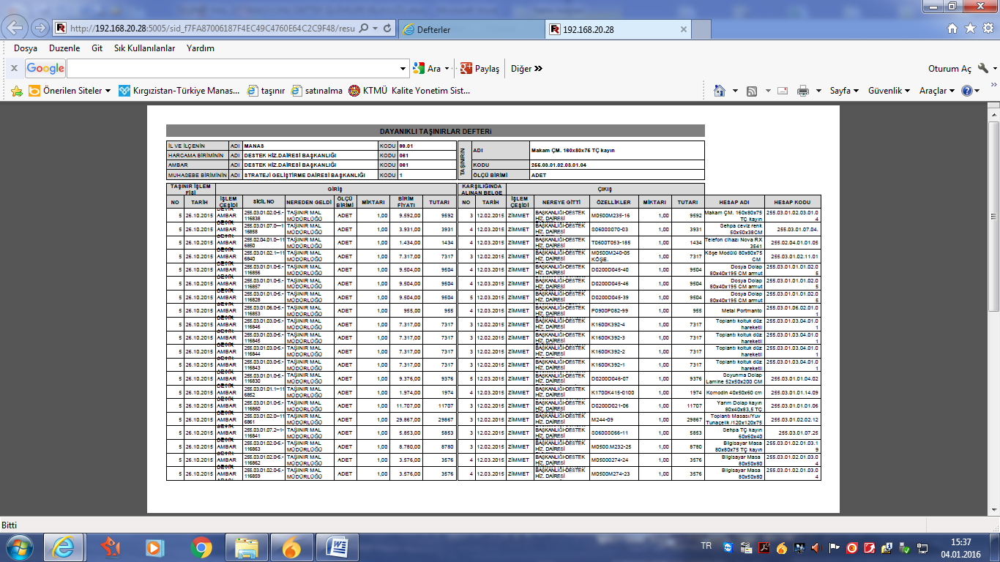 http://192.168.20.28:5005/sid_f7FA87006187F4EC49C4760E64C2C9F48/resu
Defterler
192.168.20.28
Dosya Duzenle Git Sık Kullanılanlar Yardım
x Google Ara Paylaş Diğer »
Oturum Aç
Önerilen Siteler Kırgızistan-Türkiye Manas... taşınır satınalma KTMÜ Kalite Yonetim Sist...
Sayfa Güvenlik Araçlar
DAYANIKLI TAŞINIRLAR DEFTERİ
İL VE İLÇENİN ADI MANAS KODU 99.01
HARCAMA BİRİMİNİN ADI DESTEK HİZ.DAİRESİ BAŞKANLIĞI KODU 061
AMBAR ADI DESTEK HİZ.DAİRESİ BAŞKANLIĞI KODU 061
MUHASEBE BİRİMİNİN ADI STRATEJİ GELİŞTİRME DAİRESİ BAŞKANLIĞI KODU 1
TAŞINIRIN
ADI Makam ÇM. 160x80x75 TÇ kayın
KODU 255.03.01.02.03.01.04
ÖLÇÜ BİRİMİ ADET
TAŞINIR İŞLEM FİŞİ GİRİŞ KARŞILIĞINDA ALINAN BELGE ÇIKIŞ
NO TARİH İŞLEM ÇEŞİDİ SİCİL NO NEREDEN GELDİ ÖLÇÜ BİRİMİ MİKTARI BİRİM FİYATI TUTARI NO TARİH İŞLEM ÇEŞİDİ NEREYE GİTTİ ÖZELLİKLER MİKTARI TUTARI HESAP ADI HESAP KODU
5 26.10.2015 AMBAR 255.03.01.02.0-5.-116838 TAŞINIR MAL MÜDÜRLÜĞÜ ADET 1,00 9.592,00 9592 3 12.02.2015 ZİMMET BAŞKANLIĞI-DESTEK HİZ. DAİRESİ M0500M235-16 1,00 9592 Makam ÇM. 160x80x75 TÇ kayın 255.03.01.02.03.01.04
5 26.10.2015 AMBAR 255.03.01.07.0--116858 TAŞINIR MAL MÜDÜRLÜĞÜ ADET 1,00 3.931,00 3931 4 12.03.2015 ZİMMET BAŞKANLIĞI-DESTEK HİZ. DAİRESİ S0600S070-03 1,00 3931 Sehpa ceviz renk 50x50x38CM 255.03.01.07.04.
5 26.10.2015 AMBAR 255.02.04.01.0--116850 TAŞINIR MAL MÜDÜRLÜĞÜ ADET 1,00 1.434,00 1434 4 12.03.2015 ZİMMET BAŞKANLIĞI-DESTEK HİZ. DAİRESİ T0600T053-185 1,00 1434 Telefon cihazı Nova RX 3541 255.02.04.01.01.05
5 26.10.2015 AMBAR 255.03.01.02.1--116840 TAŞINIR MAL MÜDÜRLÜĞÜ ADET 1,00 7.317,00 7317 3 12.02.2015 ZİMMET BAŞKANLIĞI-DESTEK HİZ. DAİRESİ M0500M240-05 KÖŞE. 1,00 7317 Köşe Modülü 80x80x75 CM 255.03.01.02.11.01
5 26.10.2015 AMBAR 255.03.01.01.0-5.-116856 TAŞINIR MAL MÜDÜRLÜĞÜ ADET 1,00 9.504,00 9504 4 12.03.2015 ZİMMET BAŞKANLIĞI-DESTEK HİZ. DAİRESİ D0200D045-40 1,00 9504 Dosya Dolap 80x40x195 CM armut 255.03.01.01.01.02.05
5 26.10.2015 AMBAR 255.03.01.01.0-5.-116857 TAŞINIR MAL MÜDÜRLÜĞÜ ADET 1,00 9.504,00 9504 4 12.03.2015 ZİMMET BAŞKANLIĞI-DESTEK HİZ. DAİRESİ D0200D045-46 1,00 9504 Dosya Dolap 80x40x195 CM armut 255.03.01.01.01.02.05
5 26.10.2015 AMBAR 255.03.01.01.0-5.-116828 TAŞINIR MAL MÜDÜRLÜĞÜ ADET 1,00 9.504,00 9504 5 12.03.2015 ZİMMET BAŞKANLIĞI-DESTEK HİZ. DAİRESİ D0200D045-39 1,00 9504 Dosya Dolap 80x40x195 CM armut 255.03.01.01.01.02.05
5 26.10.2015 AMBAR 255.03.01.06.0-5.-116853 TAŞINIR MAL MÜDÜRLÜĞÜ ADET 1,00 955,00 955 4 12.03.2015 ZİMMET BAŞKANLIĞI-DESTEK HİZ. DAİRESİ P0900P082-99 1,00 955 Metal Portmanto 255.03.01.06.02.01.01
5 26.10.2015 AMBAR 255.03.01.03.0-5.-116846 TAŞINIR MAL MÜDÜRLÜĞÜ ADET 1,00 7.317,00 7317 3 12.02.2015 ZİMMET BAŞKANLIĞI-DESTEK HİZ. DAİRESİ K1600K392-4 1,00 7317 Toplantı koltuk düz hareketli 255.03.01.03.04.01.01
5 26.10.2015 AMBAR 255.03.01.03.0-5.-116845 TAŞINIR MAL MÜDÜRLÜĞÜ ADET 1,00 7.317,00 7317 3 12.02.2015 ZİMMET BAŞKANLIĞI-DESTEK HİZ. DAİRESİ K1600K392-3 1,00 7317 Toplantı koltuk düz hareketli 255.03.01.03.04.01.01
5 26.10.2015 AMBAR 255.03.01.03.0-5.-116844 TAŞINIR MAL MÜDÜRLÜĞÜ ADET 1,00 7.317,00 7317 3 12.02.2015 ZİMMET BAŞKANLIĞI-DESTEK HİZ. DAİRESİ K1600K392-2 1,00 7317 Toplantı koltuk düz hareketli 255.03.01.03.04.01.01
5 26.10.2015 AMBAR 255.03.01.03.0-5.-116843 TAŞINIR MAL MÜDÜRLÜĞÜ ADET 1,00 7.317,00 7317 3 12.02.2015 ZİMMET BAŞKANLIĞI-DESTEK HİZ. DAİRESİ K1600K392-1 1,00 7317 Toplantı koltuk düz hareketli 255.03.01.03.04.01.01
5 26.10.2015 AMBAR 255.03.01.01.0-5.-116830 TAŞINIR MAL MÜDÜRLÜĞÜ ADET 1,00 9.376,00 9376 5 12.03.2015 ZİMMET BAŞKANLIĞI-DESTEK HİZ. DAİRESİ D0200D046-07 1,00 9376 Soyunma Dolap Lamine 52x50x200 CM 255.03.01.01.04.02
5 26.10.2015 AMBAR 255.03.01.01.1--116852 TAŞINIR MAL MÜDÜRLÜĞÜ ADET 1,00 1.974,00 1974 4 12.03.2015 ZİMMET BAŞKANLIĞI-DESTEK HİZ. DAİRESİ K1700K415-0100 1,00 1974 Komodin 40x50x60 cm 255.03.01.01.14.09
5 26.10.2015 AMBAR 255.03.01.01.0-5.-116860 TAŞINIR MAL MÜDÜRLÜĞÜ ADET 1,00 11.707,00 11707 3 12.02.2015 ZİMMET BAŞKANLIĞI-DESTEK HİZ. DAİRESİ D0200D021-06 1,00 11707 Yarım Dolap kayın 80x40x83,5 TÇ 255.03.01.01.01.06
5 26.10.2015 AMBAR 255.03.01.02.0--116861 TAŞINIR MAL MÜDÜRLÜĞÜ ADET 1,00 29.867,00 29867 3 12.02.2015 ZİMMET BAŞKANLIĞI-DESTEK HİZ. DAİRESİ M244-09 1,00 29867 Toplantı Masası/Yuv Tunaçelik /120x120x75 255.03.01.02.02.12
5 26.10.2015 AMBAR 255.03.01.07.2--1-116841 TAŞINIR MAL MÜDÜRLÜĞÜ ADET 1,00 5.853,00 5853 3 12.02.2015 ZİMMET BAŞKANLIĞI-DESTEK HİZ. DAİRESİ S0600S066-11 1,00 5853 Sehpa TÇ kayın 60x60x40 255.03.01.07.25
5 26.10.2015 AMBAR 255.03.01.02.0-5.-116863 TAŞINIR MAL MÜDÜRLÜĞÜ ADET 1,00 8.780,00 8780 3 12.02.2015 ZİMMET BAŞKANLIĞI-DESTEK HİZ. DAİRESİ M0500.M232-25 1,00 8780 Bilgisayar Masa 80x80x75 TÇ kayın 255.03.01.02.01.03.19
5 26.10.2015 AMBAR 255.03.01.02.0-5.-116862 TAŞINIR MAL MÜDÜRLÜĞÜ ADET 1,00 3.576,00 3576 4 12.03.2015 ZİMMET BAŞKANLIĞI-DESTEK HİZ. DAİRESİ M05000274-24 1,00 3576 Bilgisayar Masa 80x50x80 255.03.01.02.01.03.04
5 26.10.2015 AMBAR 255.03.01.02.0-5.-116859 TAŞINIR MAL MÜDÜRLÜĞÜ ADET 1,00 3.576,00 3576 4 12.03.2015 ZİMMET BAŞKANLIĞI-DESTEK HİZ. DAİRESİ M0500M274-23 1,00 3576 Bilgisayar Masa 80x50x80 255.03.01.02.01.03.04
Bitti
TR 15:37
04.01.2016